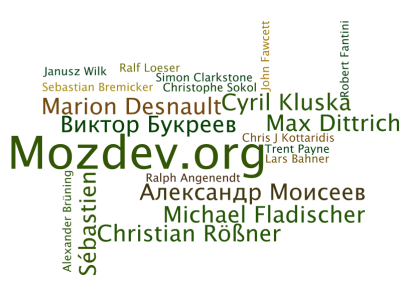 John Fawcett
Robert Fantini
Janusz Wilk
Ralf Loeser
Simon Clarkstone
Sebastian Bremicker
Christophe Sokol
Marion Desnault
Cyril Kluska
Виктор Букреев
Max Dittrich
Chris J Kottaridis
Mozdev.org
Trent Payne
Lars Bahner
Alexander Brüning
Sébastien
Ralph Angenendt
Александр Моисеев
Michael Fladischer
Christian Rößner